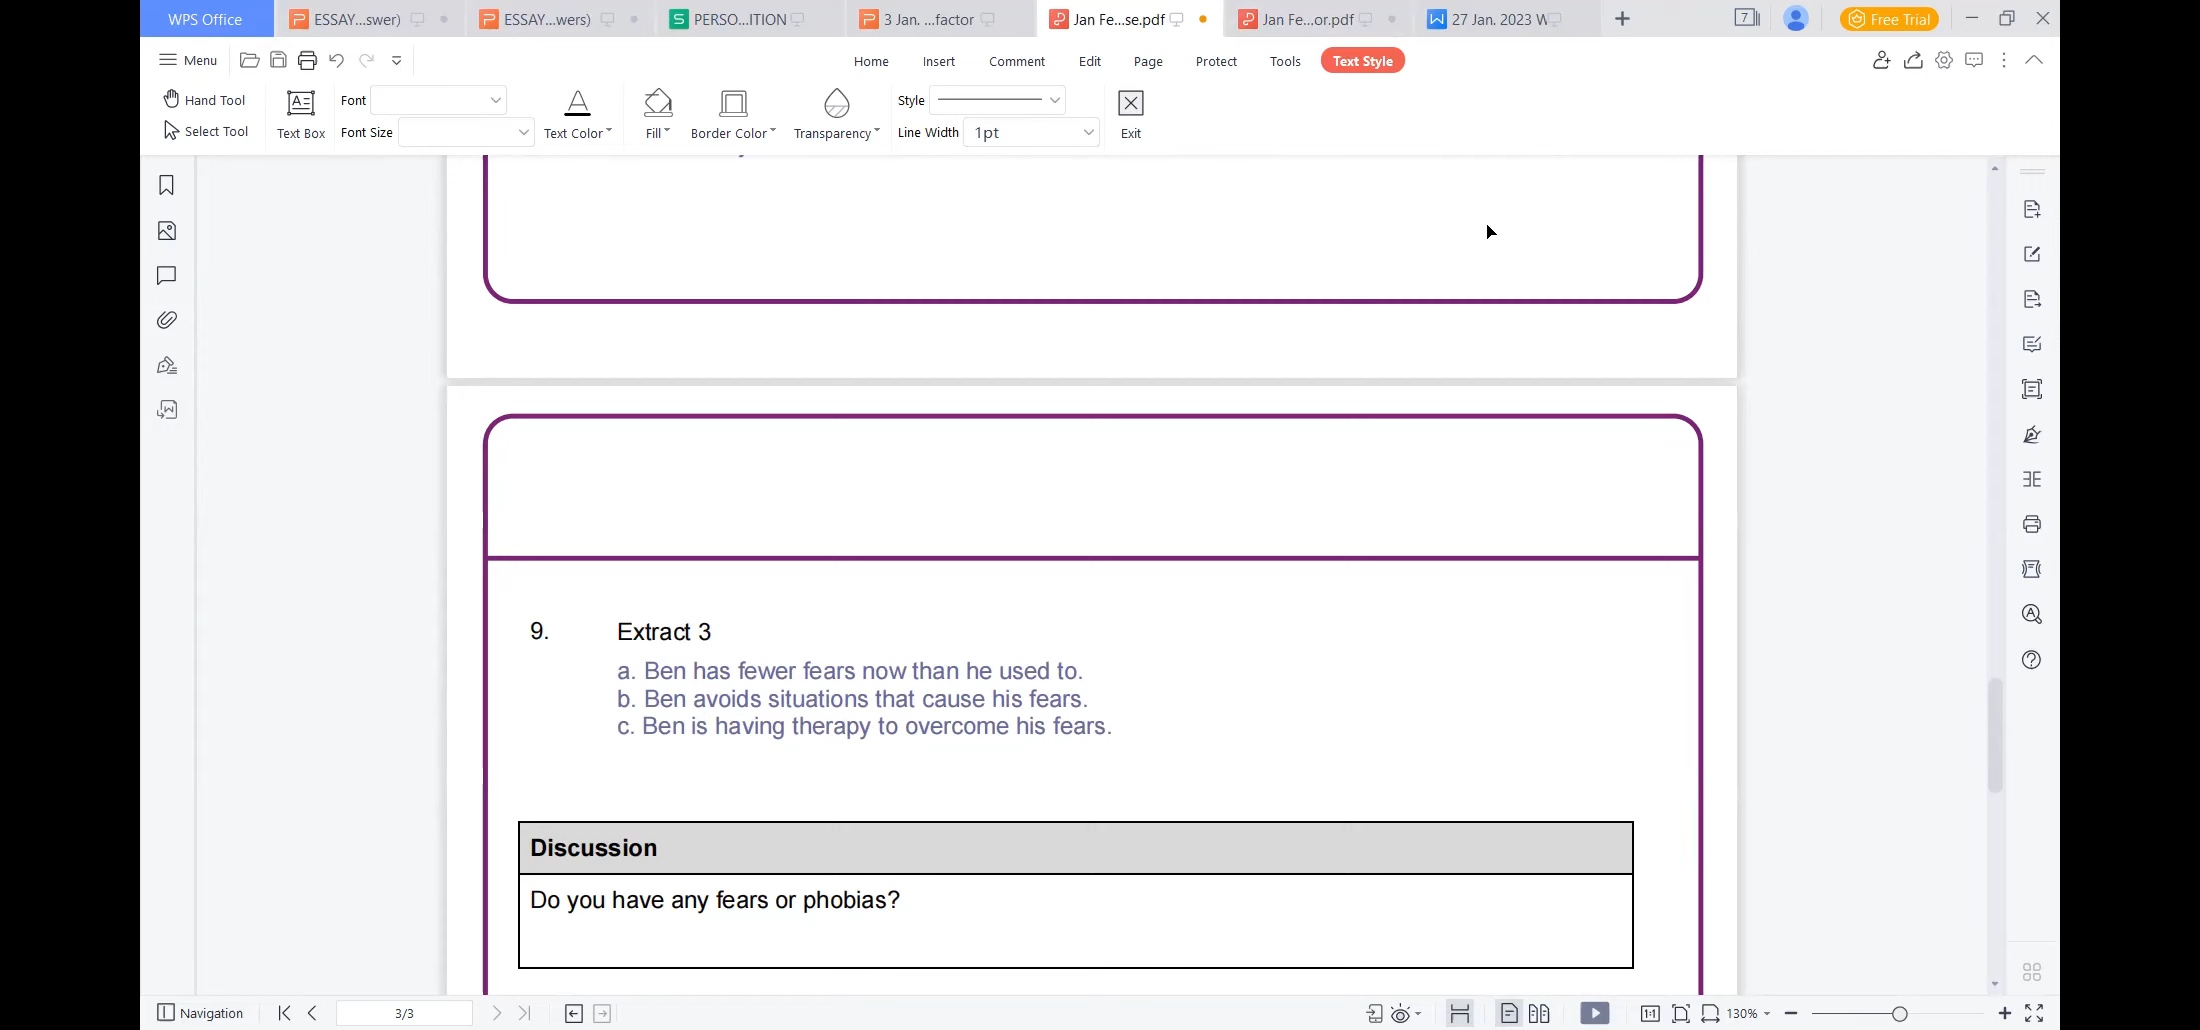 WPS Office
ESSAY...swer)
ESSAY...wers)
PERSO...ITION
3 Jan. ...factor
Jan Fe...se.pdf
Jan Fe...or.pdf
27 Jan. 2023 W
7
Free Trial
Menu
Home
Insert
Comment
Edit
Page
Protect
Tools
Text Style
Hand Tool
Select Tool
Text Box
Font
Font Size
Text Color
Fill
Border Color
Transparency
Style
Line Width
1pt
Exit
9. Extract 3
a. Ben has fewer fears now than he used to.
b. Ben avoids situations that cause his fears.
c. Ben is having therapy to overcome his fears.
Discussion
Do you have any fears or phobias?
Navigation
3/3
1:1
130%